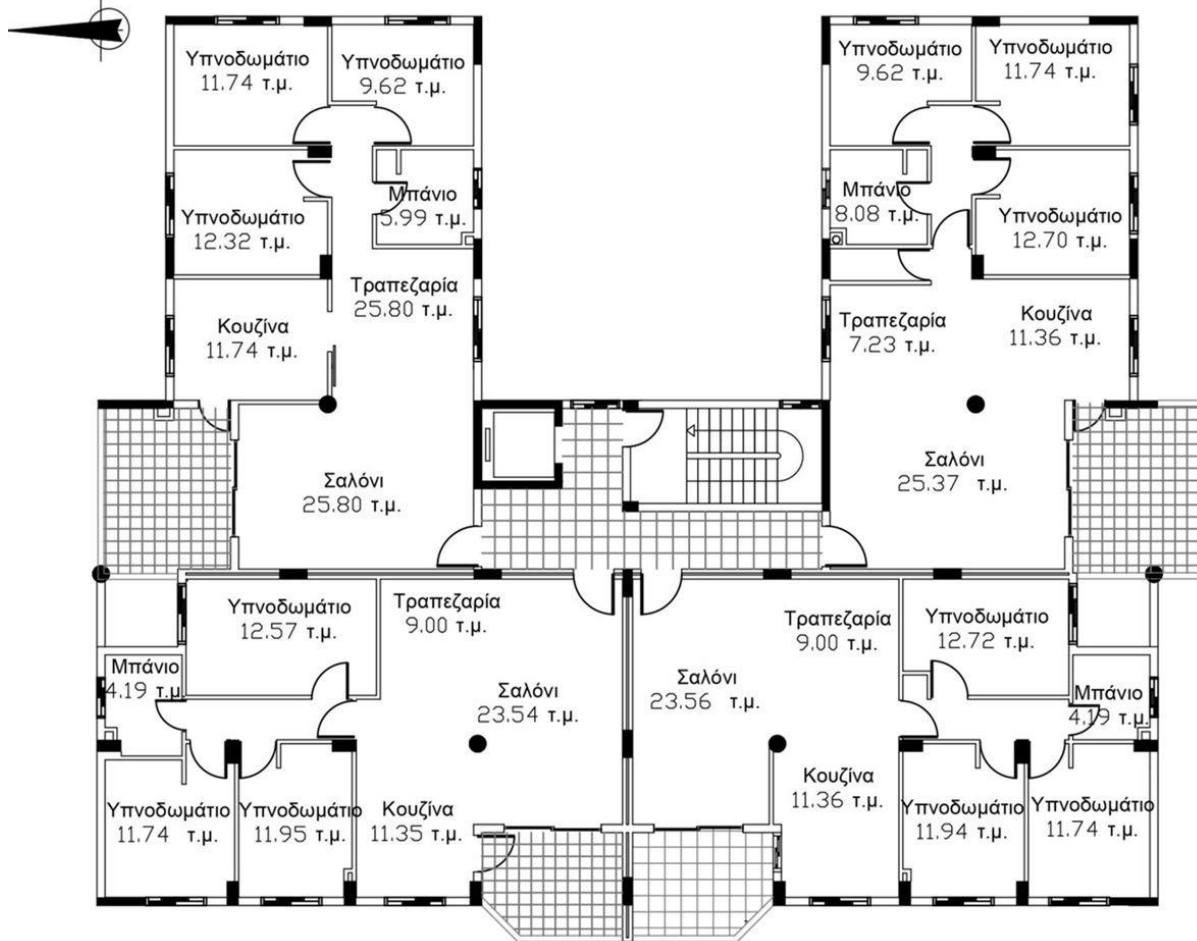 Υπνοδωμάτιο
11.74 τ.μ.
Υπνοδωμάτιο
9.62 τ.μ.
Υπνοδωμάτιο
9.62 τ.μ.
Υπνοδωμάτιο
11.74 τ.μ.
Υπνοδωμάτιο
12.32 τ.μ.
Μπάνιο
5.99 τ.μ.
Μπάνιο
8.08 τ.μ.
Υπνοδωμάτιο
12.70 τ.μ.
Τραπεζαρία
25.80 τ.μ.
Κουζίνα
11.74 τ.μ.
Τραπεζαρία
7.23 τ.μ.
Κουζίνα
11.36 τ.μ.
Σαλόνι
25.80 τ.μ.
Σαλόνι
25.37 τ.μ.
Υπνοδωμάτιο
12.57 τ.μ.
Τραπεζαρία
9.00 τ.μ.
Τραπεζαρία
9.00 τ.μ.
Υπνοδωμάτιο
12.72 τ.μ.
Μπάνιο
4.19 τ.μ
Σαλόνι
23.54 τ.μ.
Σαλόνι
23.56 τ.μ.
Μπάνιο
4.19 τ.μ.
Υπνοδωμάτιο
11.74 τ.μ.
Υπνοδωμάτιο
11.95 τ.μ.
Κουζίνα
11.35 τ.μ.
Κουζίνα
11.36 τ.μ.
Υπνοδωμάτιο
11.94 τ.μ.
Υπνοδωμάτιο
11.74 τ.μ.